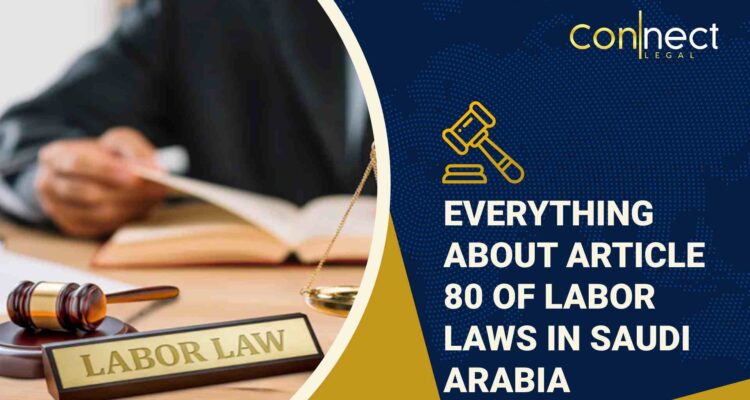 Connect
LEGAL
EVERYTHING
ABOUT ARTICLE
80 OF LABOR
LAWS IN SAUDI
ARABIA
LABOR LAW